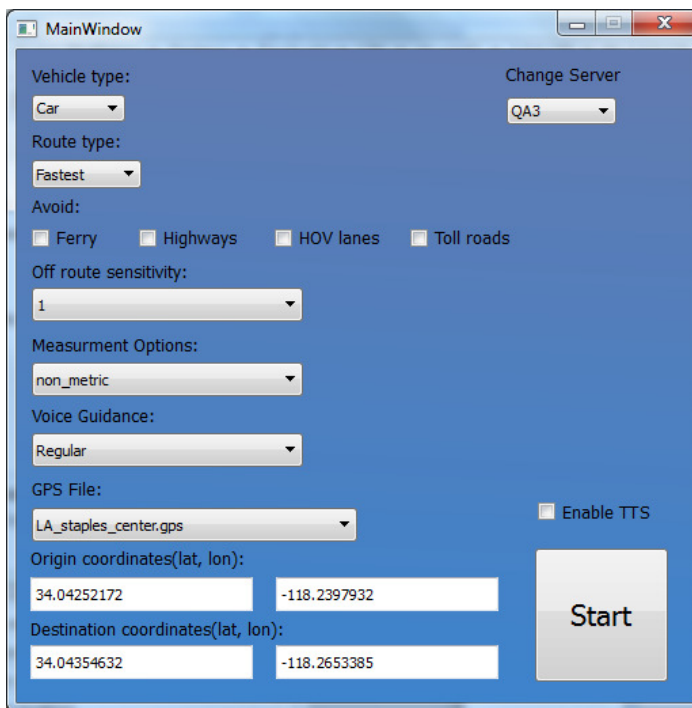 MainWindow
Vehicle type:
Change Server
Car
QA3
Route type:
Fastest
Avoid:
Ferry Highways HOV lanes Toll roads
Off route sensitivity:
1
Measurment Options:
non_metric
Voice Guidance:
Regular
GPS File:
LA_staples_center.gps
Enable TTS
Origin coordinates(lat, lon):
34.04252172 -118.2397932
Start
Destination coordinates(lat, lon):
34.04354632 -118.2653385